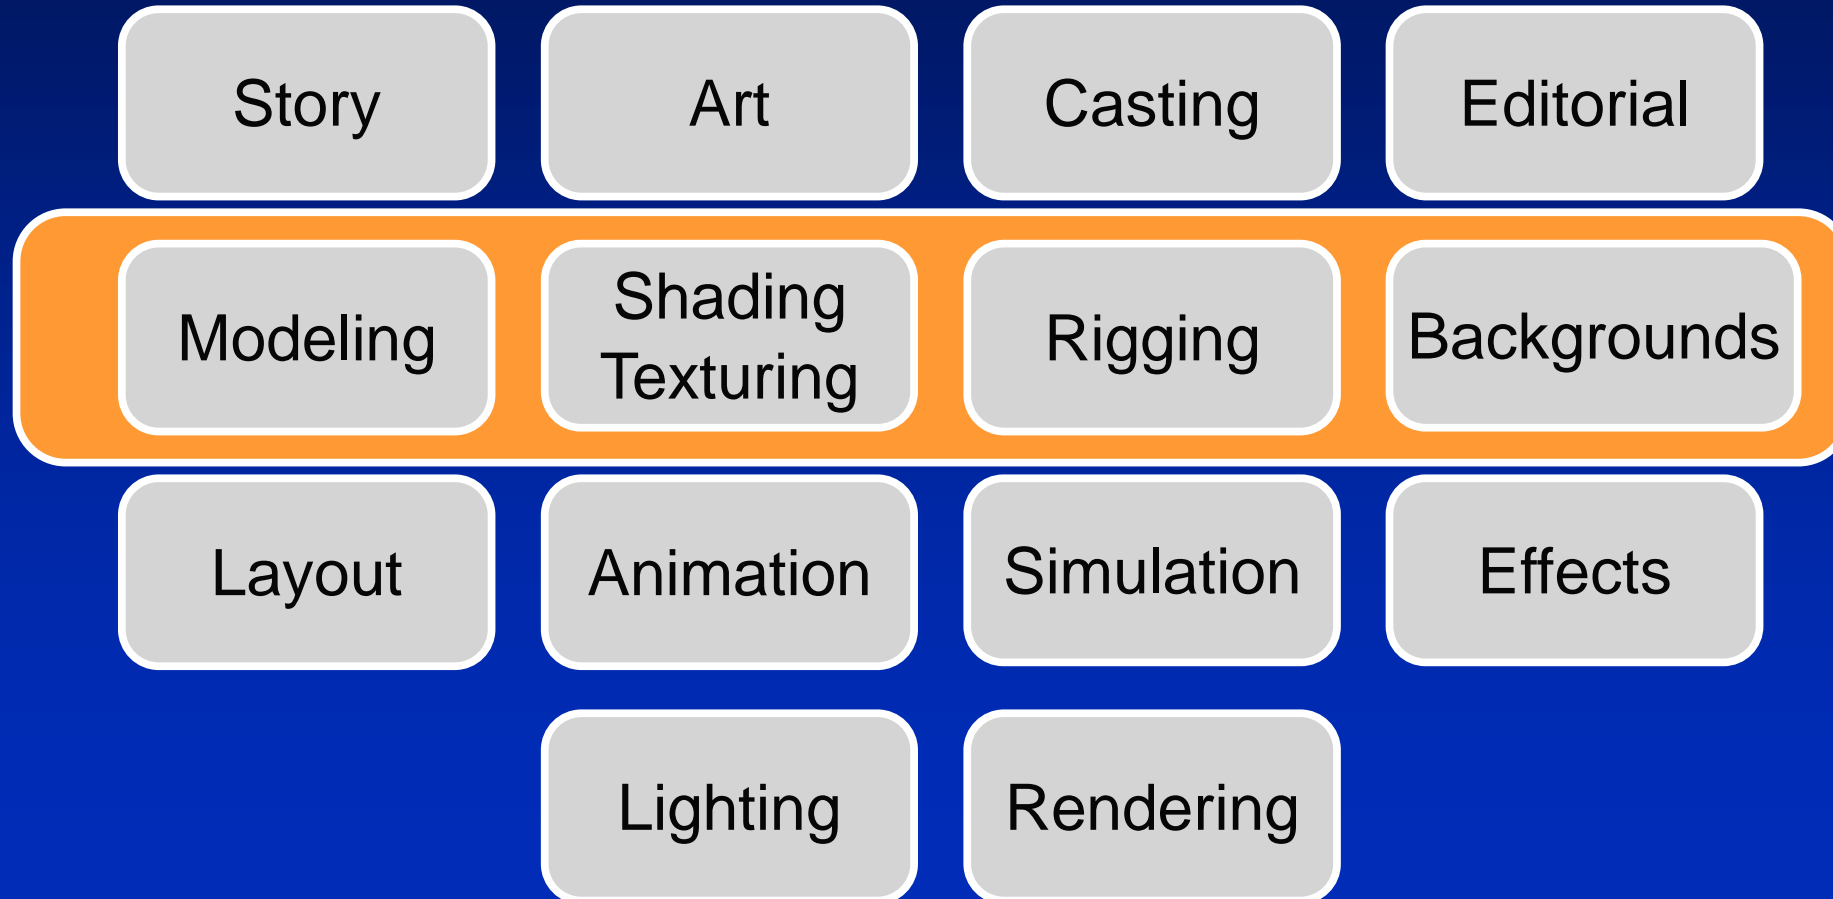 Story
Art
Casting
Editorial
Modeling
Shading
Texturing
Rigging
Backgrounds
Layout
Animation
Simulation
Effects
Lighting
Rendering